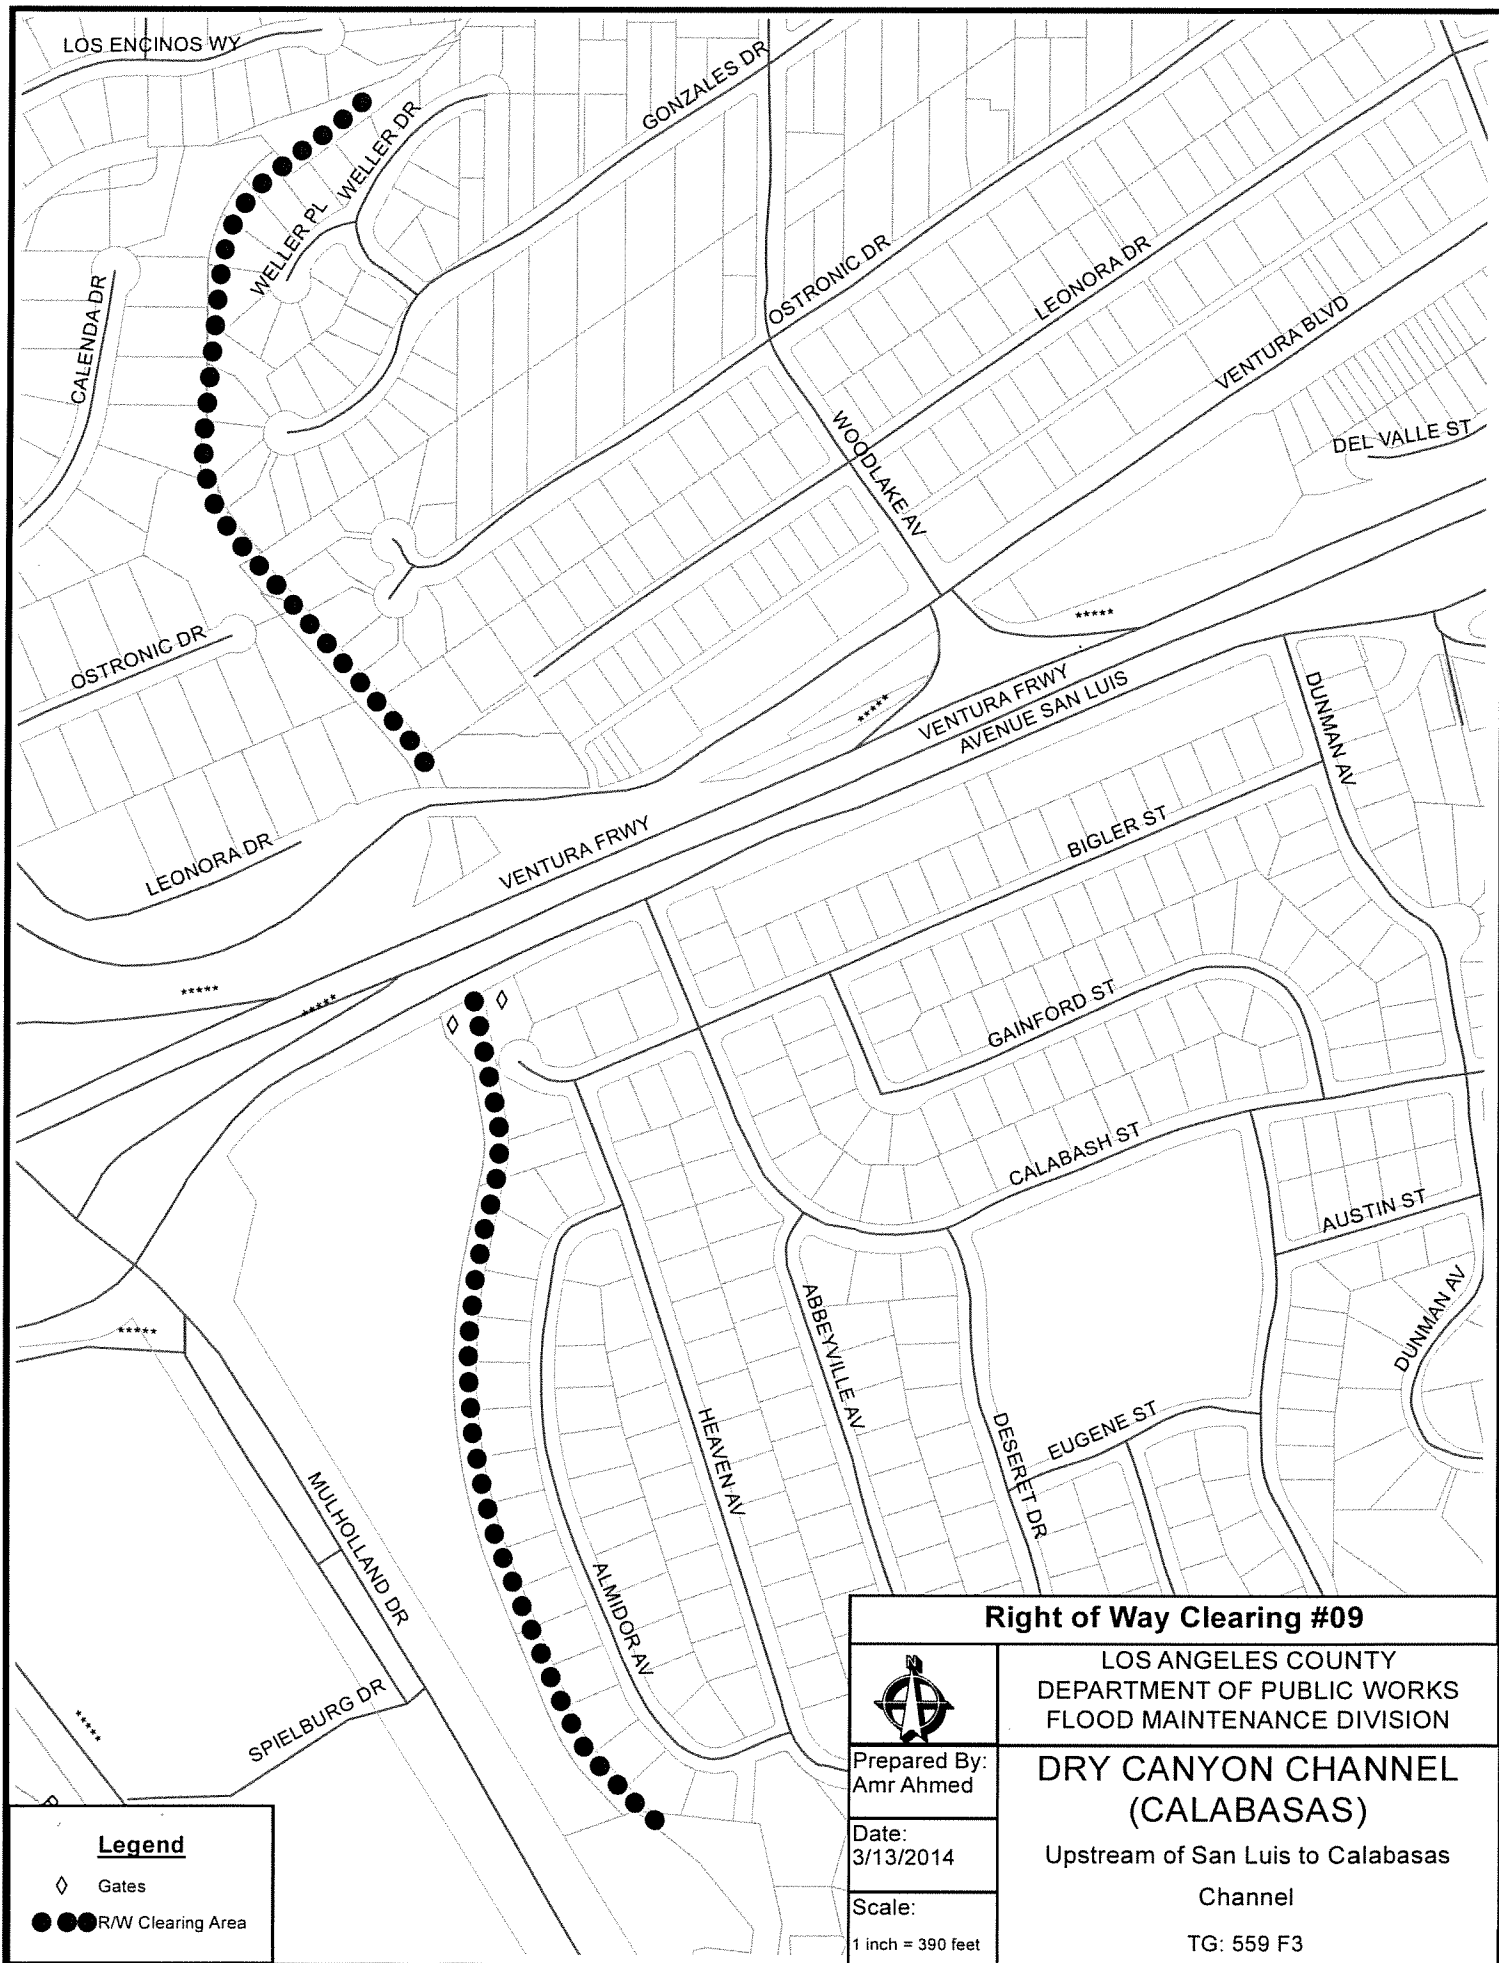 LOS ENCINOS WY
GONZALES DR
WELLER DR
WELLER PL
CALENDA DR
OSTRONIC DR
LEONORA DR
VENTURA BLVD
WOODLAKE AV
DEL VALLE ST
*****
OSTRONIC DR
*****
VENTURA FRWY
AVENUE SAN LUIS
DUNMAN AV
LEONORA DR
VENTURA FRWY
BIGLER ST
*****
*****
GAINFORD ST
CALABASH ST
AUSTIN ST
*****
ABBEYVILLE AV
DUNMAN AV
HEAVEN AV
DESERET DR
EUGENE ST
MULHOLLAND DR
ALMIDOR AV
SPIELBURG DR
*****
Right of Way Clearing #09
N
LOS ANGELES COUNTY
DEPARTMENT OF PUBLIC WORKS
FLOOD MAINTENANCE DIVISION
Prepared By:
Amr Ahmed
DRY CANYON CHANNEL
(CALABASAS)
Date:
3/13/2014
Upstream of San Luis to Calabasas
Channel
Scale:
1 inch = 390 feet
TG: 559 F3
Legend
Gates
R/W Clearing Area